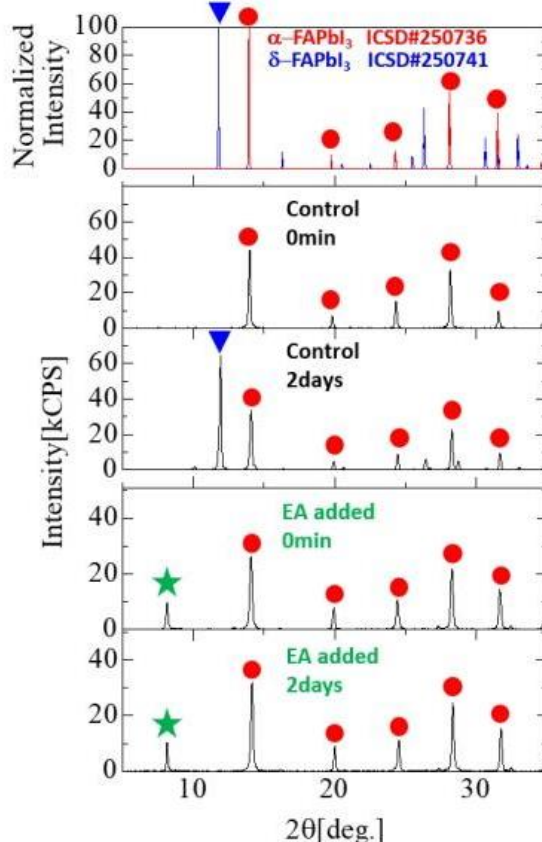 100
80
60
40
20
0
Normalized
Intensity
α–FAPbI₃ ICSD#250736
δ–FAPbI₃ ICSD#250741
60
40
20
0
Control
0min
60
40
20
0
Control
2days
Intensity[kCPS]
40
20
0
EA added
0min
40
20
0
EA added
2days
10
20
30
2θ[deg.]